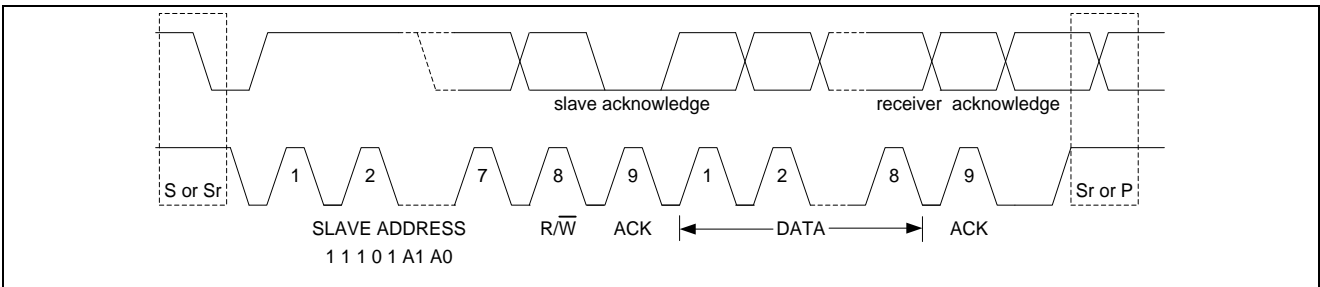 slave acknowledge
receiver acknowledge
S or Sr
1
2
7
8
9
1
2
8
9
Sr or P
SLAVE ADDRESS
R/W̅
ACK
DATA
ACK
1 1 1 0 1 A1 A0